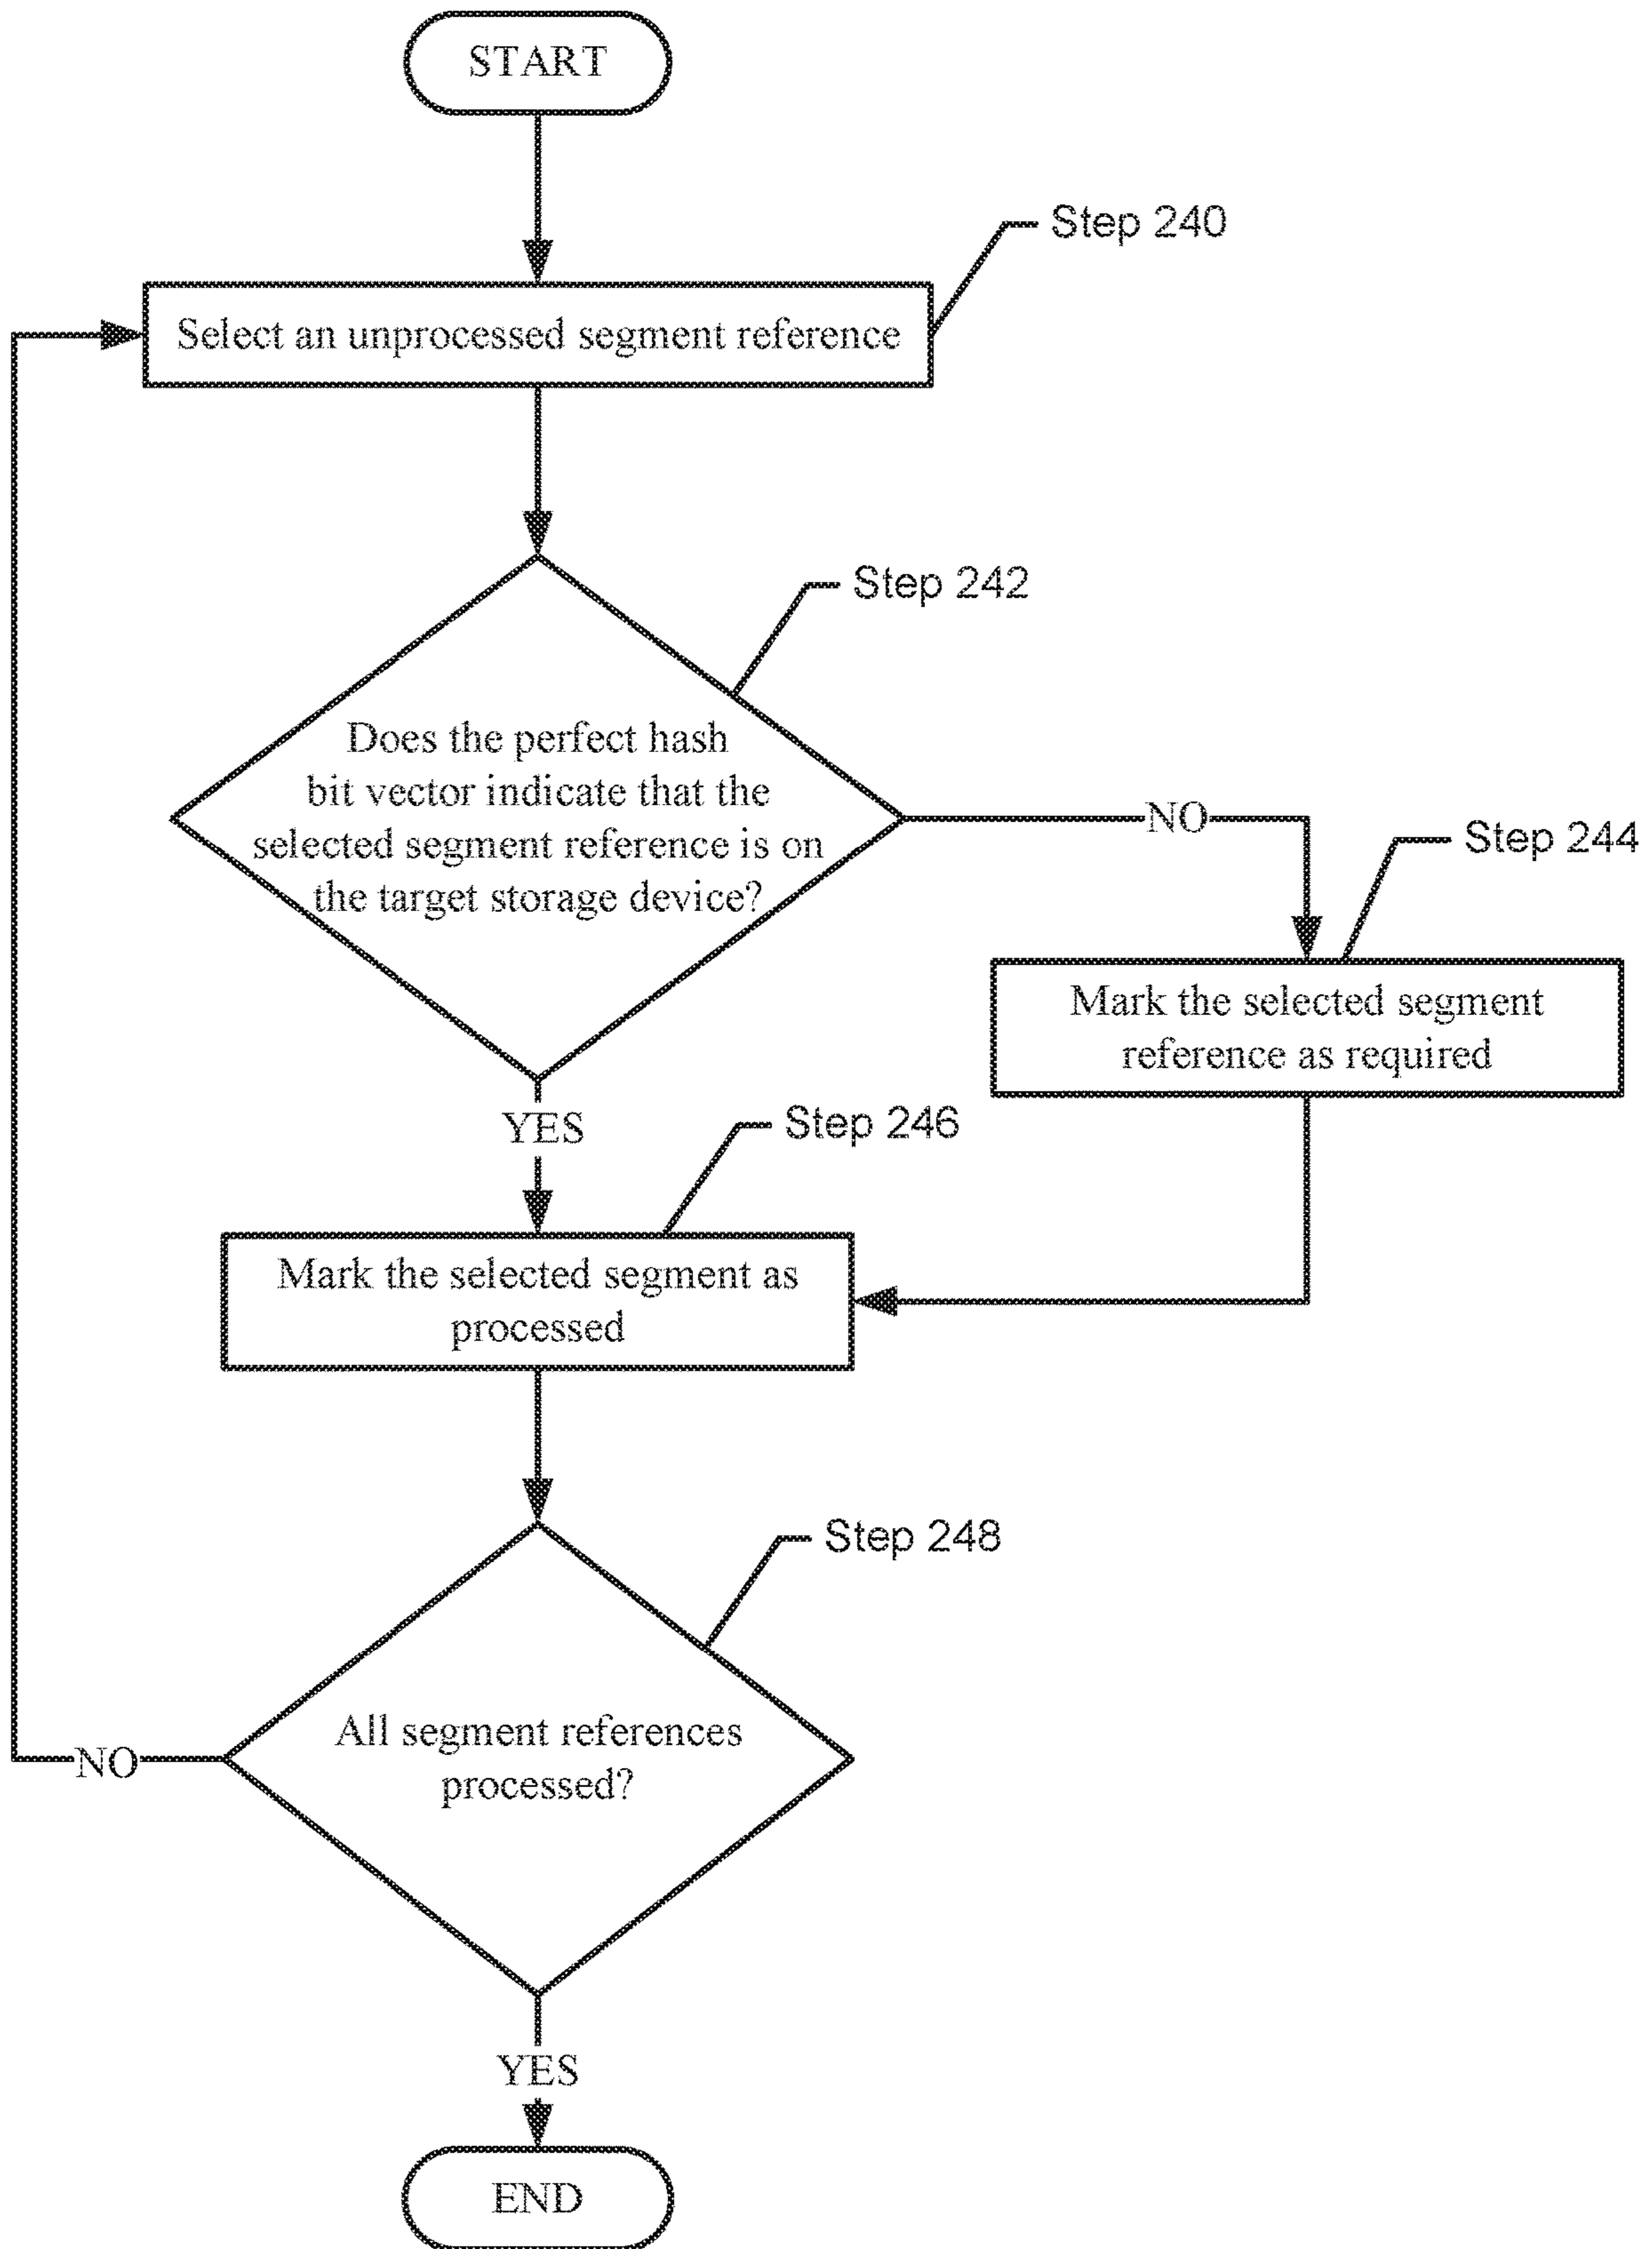 START
Step 240
Select an unprocessed segment reference
Step 242
Does the perfect hash
bit vector indicate that the
selected segment reference is on
the target storage device?
NO
Step 244
Mark the selected segment
reference as required
YES
Step 246
Mark the selected segment as
processed
Step 248
All segment references
processed?
NO
YES
END